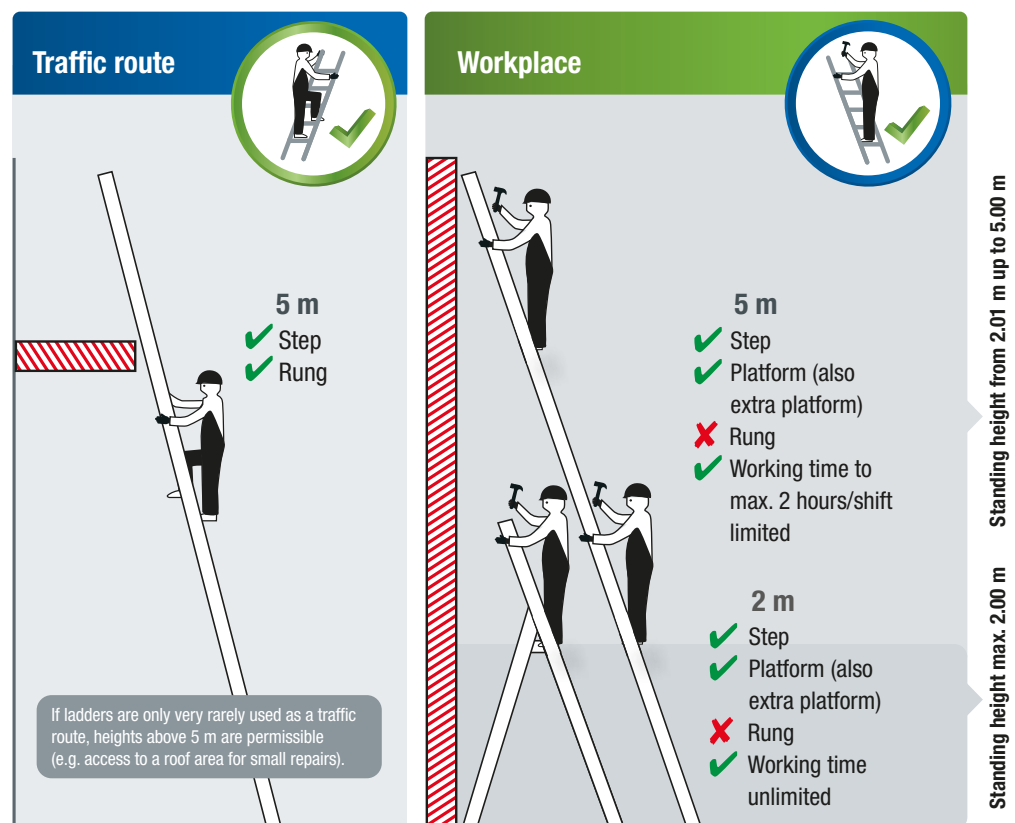 Traffic route
5 m
Step
Rung
If ladders are only very rarely used as a traffic
route, heights above 5 m are permissible
(e.g. access to a roof area for small repairs).
Workplace
5 m
Step
Platform (also
extra platform)
Rung
Working time to
max. 2 hours/shift
limited
2 m
Step
Platform (also
extra platform)
Rung
Working time
unlimited
Standing height from 2.01 m up to 5.00 m
Standing height max. 2.00 m